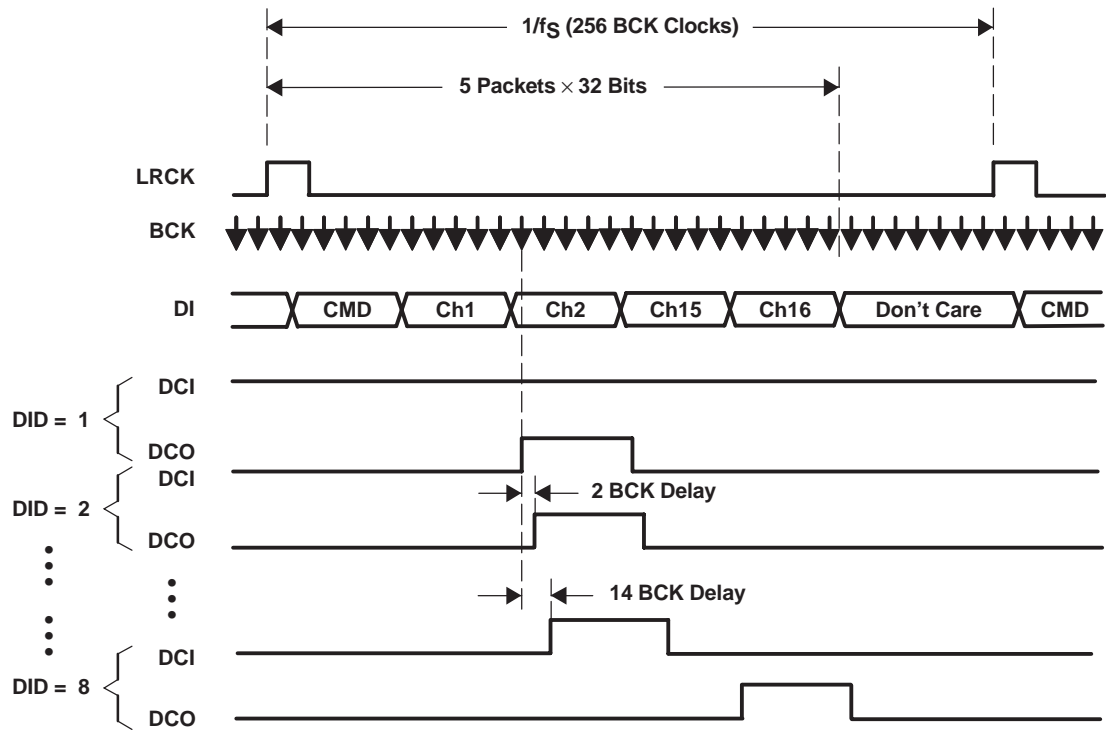 1/fS (256 BCK Clocks)
5 Packets × 32 Bits
LRCK
BCK
DI
CMD
Ch1
Ch2
Ch15
Ch16
Don't Care
CMD
DID = 1
DCI
DCO
DID = 2
DCI
2 BCK Delay
DCO
14 BCK Delay
DID = 8
DCI
DCO